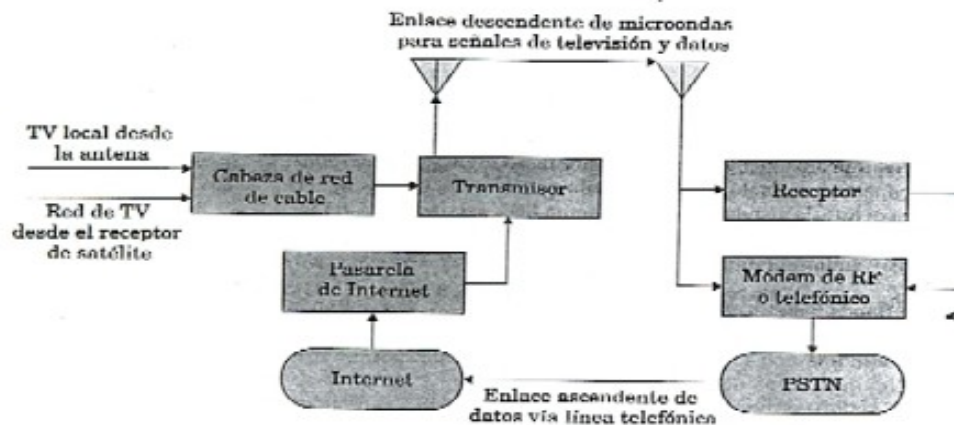 Enlace descendente de microondas
para señales de televisión y datos
TV local desde
la antena
Cabaza de red
de cable
Transmisor
Receptor
Red de TV
desde el receptor
de satélite
Pasarela
de Internet
Módem de RF
o telefónico
Internet
PSTN
Enlace ascendente de
datos vía línea telefónico